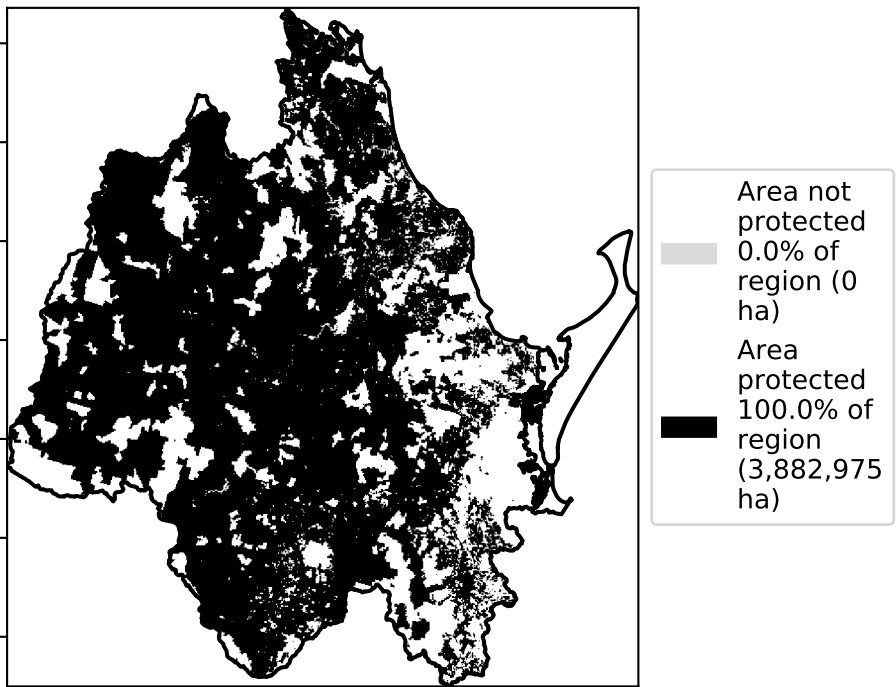 Area not
protected
0.0% of
region (0
ha)
Area
protected
100.0% of
region
(3,882,975
ha)